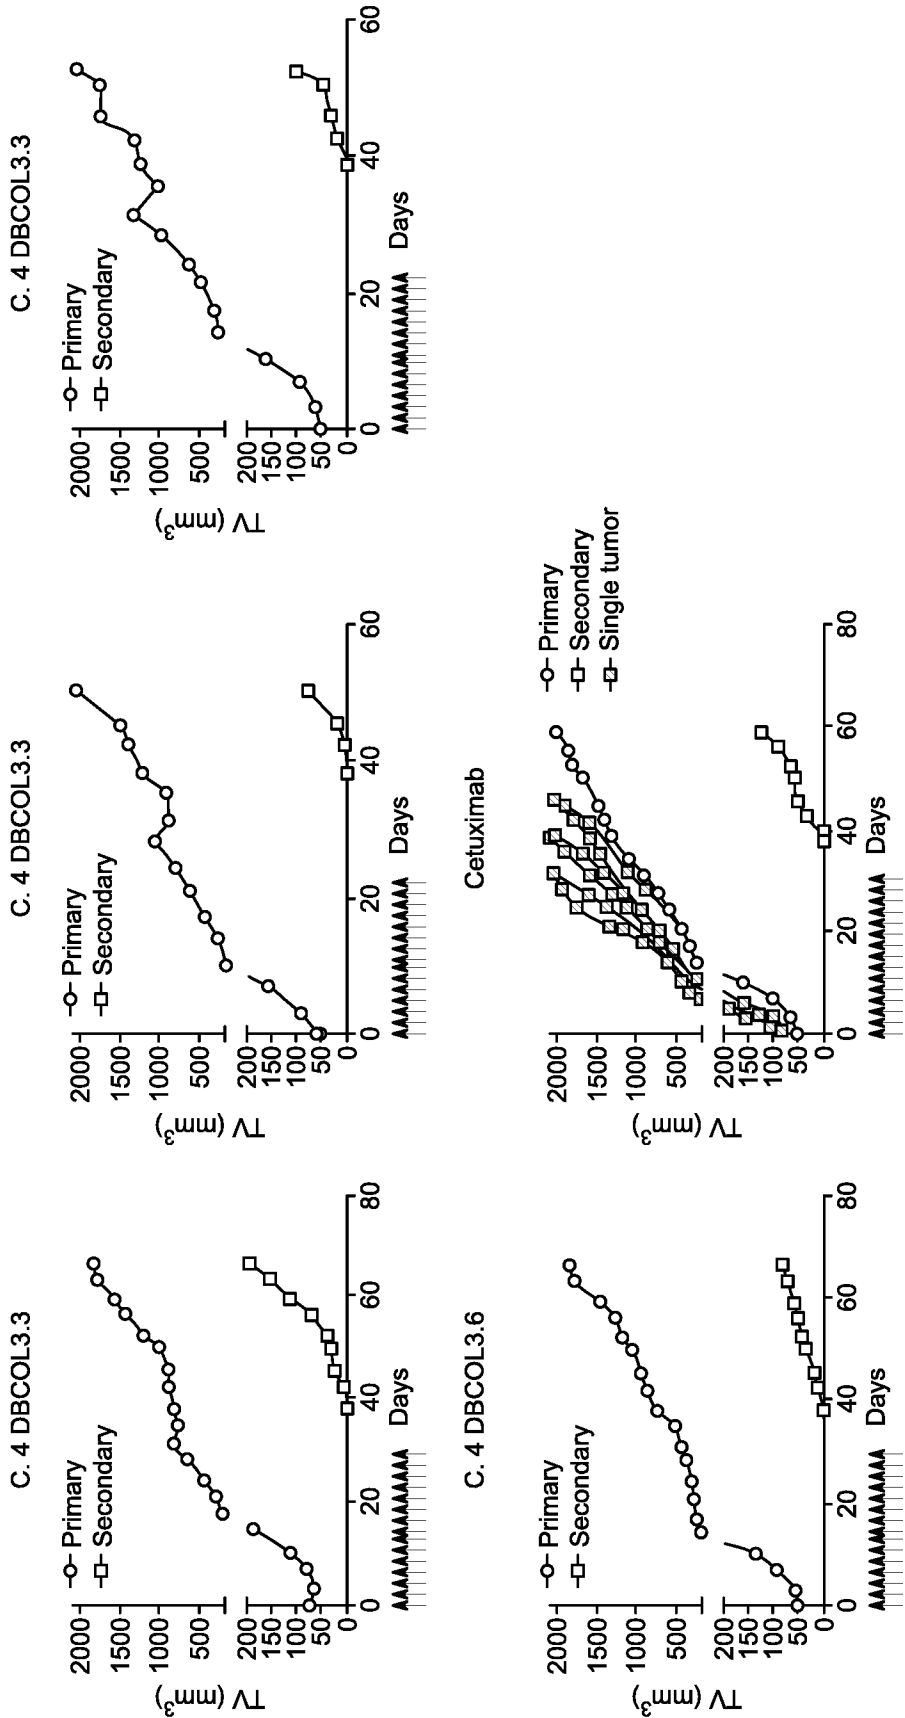 C. 4 DBCOL3.3
Primary
Secondary
2000
1500
1000
500
200
150
100
50
0
TV (mm3)
0
20
40
60
80
Days
C. 4 DBCOL3.3
Primary
Secondary
2000
1500
1000
500
200
150
100
50
0
TV (mm3)
0
20
40
60
Days
C. 4 DBCOL3.3
Primary
Secondary
2000
1500
1000
500
200
150
100
50
0
TV (mm3)
0
20
40
60
Days
C. 4 DBCOL3.6
Primary
Secondary
2000
1500
1000
500
200
150
100
50
0
TV (mm3)
0
20
40
60
80
Days
Cetuximab
Primary
Secondary
Single tumor
2000
1500
1000
500
200
150
100
50
0
TV (mm3)
0
20
40
60
80
Days